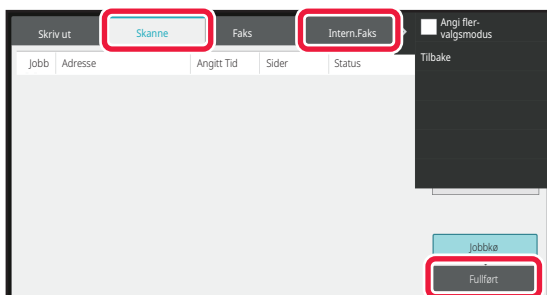 Skriv ut Skanne Faks Intern.Faks
Angi fler-
valgsmodus
Tilbake
Jobb Adresse Angitt Tid Sider Status
Jobbkø
Fullført